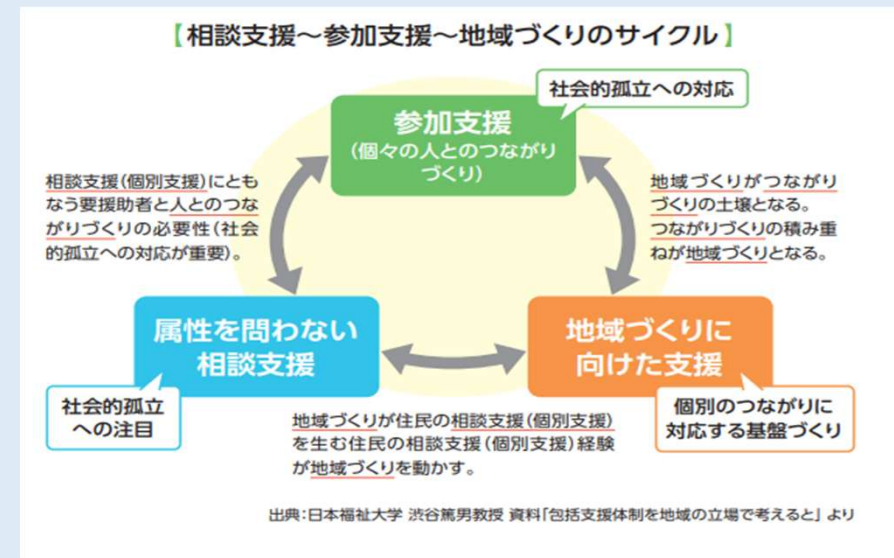 【相談支援～参加支援～地域づくりのサイクル】
社会的孤立への対応
参加支援
(個々の人とのつながり
づくり)
相談支援(個別支援)にとも
なう要援助者と人とのつな
がりづくりの必要性(社会
的孤立への対応が重要)。
地域づくりがつながり
づくりの土壌となる。
つながりづくりの積み重
ねが地域づくりとなる。
属性を問わない
相談支援
地域づくりに
向けた支援
社会的孤立
への注目
個別のつながりに
対応する基盤づくり
地域づくりが住民の相談支援(個別支援)
を生む住民の相談支援(個別支援)経験
が地域づくりを動かす。
出典:日本福祉大学 渋谷篤男教授 資料「包括支援体制を地域の立場で考えると」より